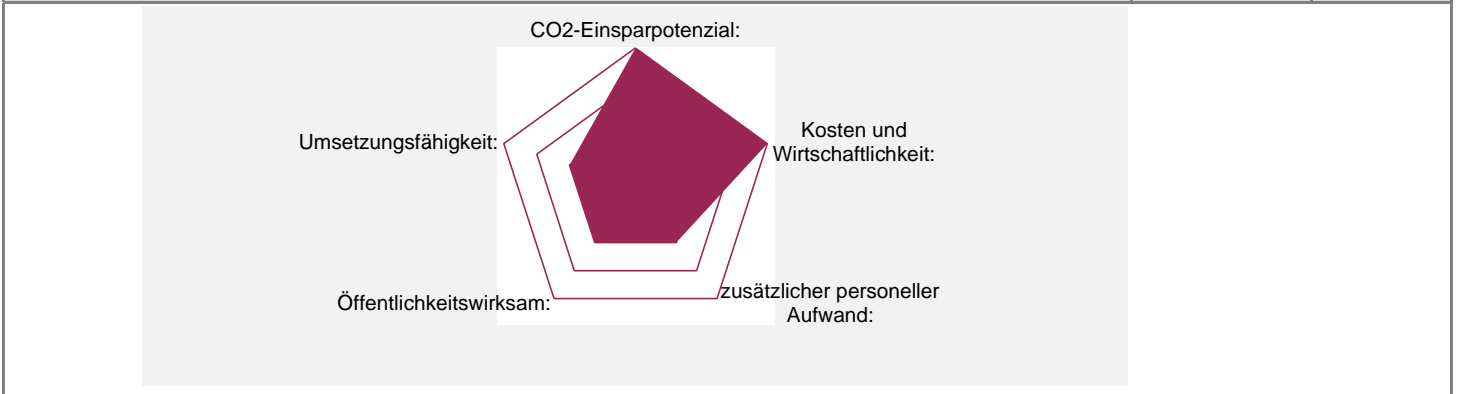 CO2-Einsparpotenzial:
Kosten und
Wirtschaftlichkeit:
Umsetzungsfähigkeit:
zusätzlicher personeller
Aufwand:
Öffentlichkeitswirksam: